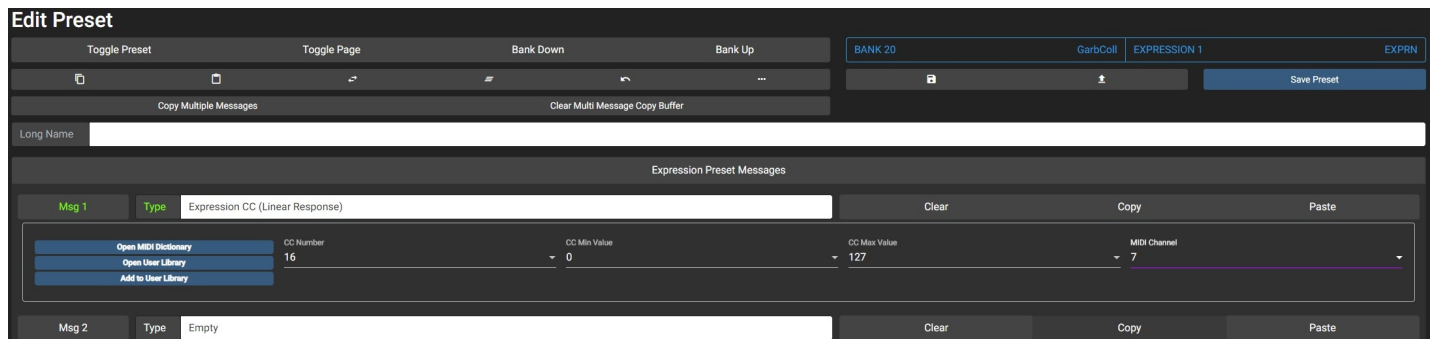 Edit Preset
Toggle Preset Toggle Page Bank Down Bank Up BANK 20 GarbColl EXPRESSION 1 EXPRN
Save Preset
Copy Multiple Messages Clear Multi Message Copy Buffer
Long Name
Expression Preset Messages
Msg 1 Type Expression CC (Linear Response) Clear Copy Paste
Open MIDI Dictionary
Open User Library
Add to User Library
CC Number CC Min Value CC Max Value MIDI Channel
16 0 127 7
Msg 2 Type Empty Clear Copy Paste